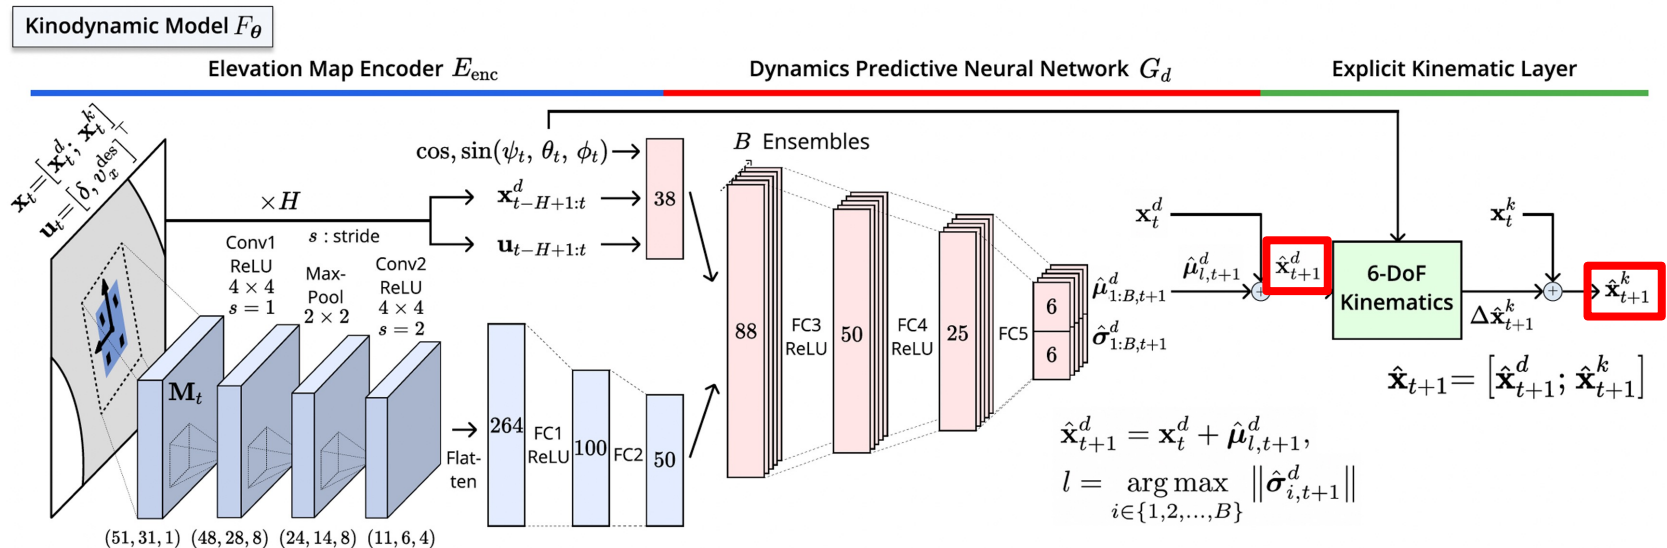 Kinodynamic Model F_θ
Elevation Map Encoder E_enc
Dynamics Predictive Neural Network G_d
Explicit Kinematic Layer
x_t=[x_t^d; x_t^k]
u_t=[δ, v_x^des]^T
×H
s : stride
cos, sin(ψ_t, θ_t, ϕ_t)
x^d_{t−H+1:t}
u_{t−H+1:t}
38
Conv1
ReLU
4 × 4
s = 1
Max-
Pool
2 × 2
Conv2
ReLU
4 × 4
s = 2
M_t
(51, 31, 1)
(48, 28, 8)
(24, 14, 8)
(11, 6, 4)
Flat-
ten
264
FC1
ReLU
100
FC2
50
B Ensembles
88
FC3
ReLU
50
FC4
ReLU
25
FC5
6
6
μ̂^d_{1:B,t+1}
σ̂^d_{1:B,t+1}
x_t^d
μ̂^d_{l,t+1}
+
x̂^d_{t+1}
6-DoF
Kinematics
x_t^k
Δx̂^k_{t+1}
+
x̂^k_{t+1}
x̂_{t+1} = [x̂^d_{t+1}; x̂^k_{t+1}]
x̂^d_{t+1} = x^d_t + μ̂^d_{l,t+1},
l = arg max ‖σ̂^d_{i,t+1}‖
i∈{1,2,...,B}